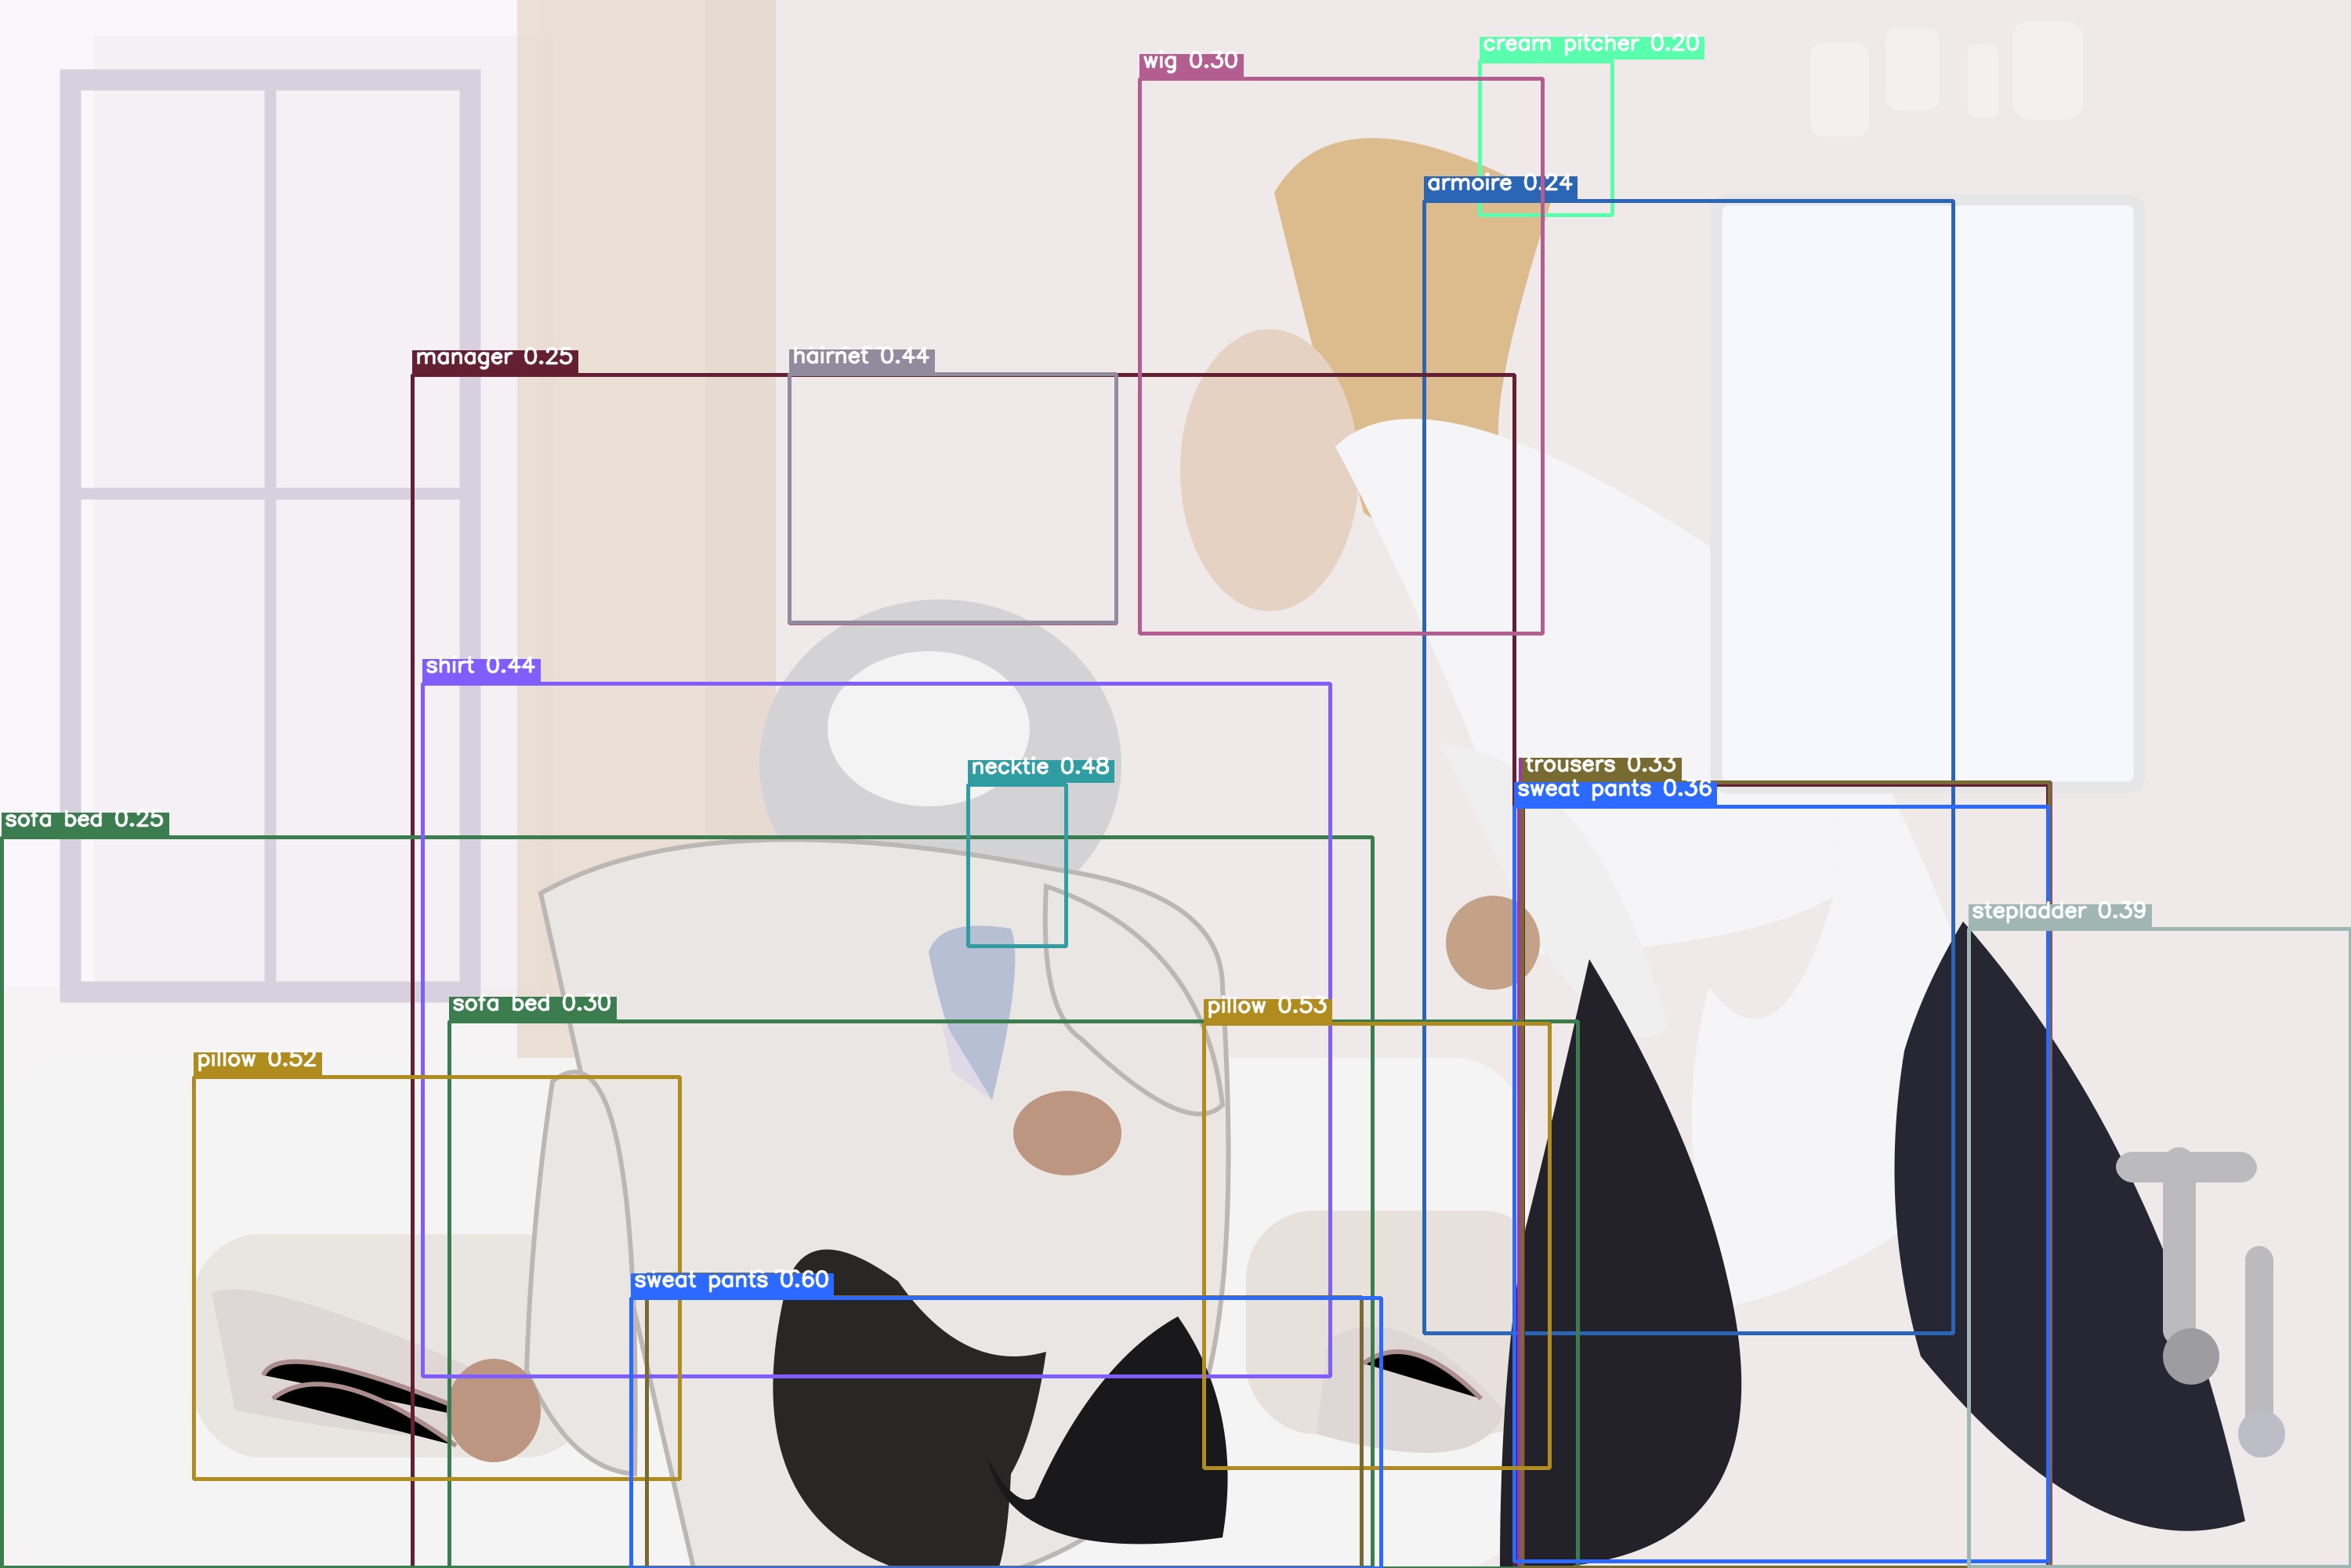 cream pitcher 0.20
wig 0.30
armoire 0.24
manager 0.25
hairnet 0.44
shirt 0.44
necktie 0.48
trousers 0.33
sweat pants 0.36
sofa bed 0.25
stepladder 0.39
sofa bed 0.30
pillow 0.53
pillow 0.52
sweat pants 0.60